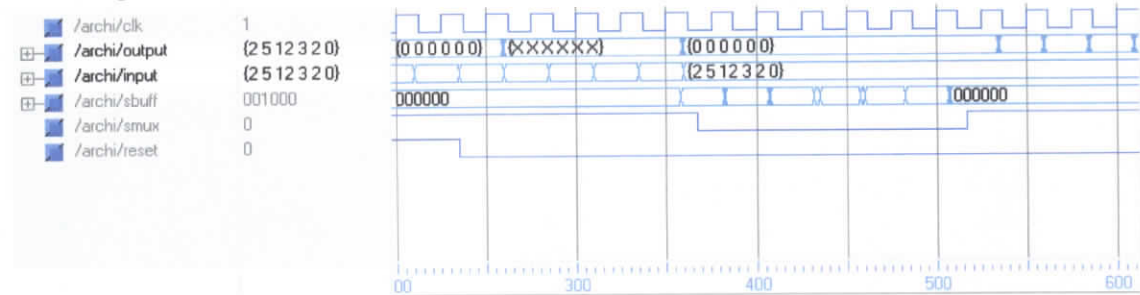 /archi/clk 1
/archi/output {2 5 12 3 2 0} {0 0 0 0 0 0} {X X X X X X} {0 0 0 0 0 0}
/archi/input {2 5 12 3 2 0} {2 5 12 3 2 0}
/archi/sbuff 001000 000000 000000
/archi/smux 0
/archi/reset 0
00 300 400 500 600